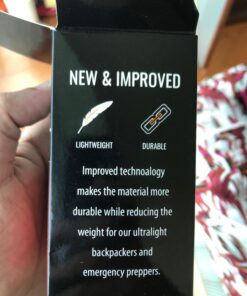 NEW & IMPROVED
LIGHTWEIGHT DURABLE
Improved technoalogy
makes the material more
durable while reducing the
weight for our ultralight
backpackers and
emergency preppers.